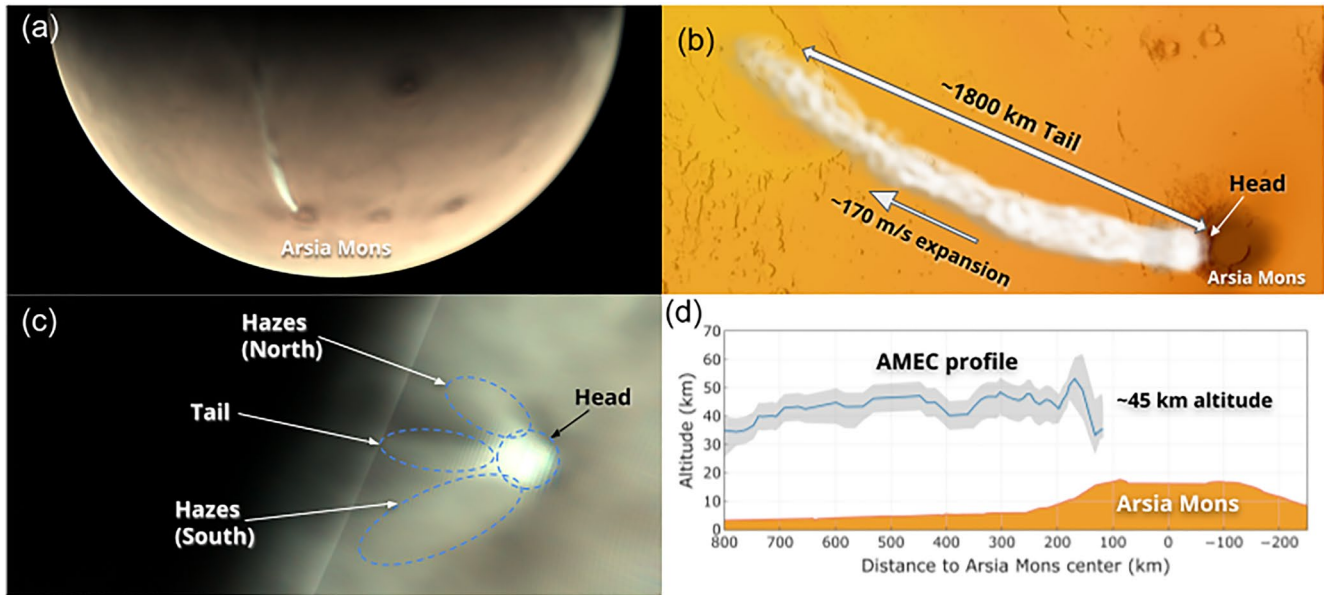 (a)
Arsia Mons
(b)
~1800 km Tail
Head
~170 m/s expansion
Arsia Mons
(c)
Hazes
(North)
Head
Tail
Hazes
(South)
(d)
70
60
50
40
30
20
10
0
Altitude (km)
AMEC profile
~45 km altitude
Arsia Mons
800 700 600 500 400 300 200 100 0 −100 −200
Distance to Arsia Mons center (km)